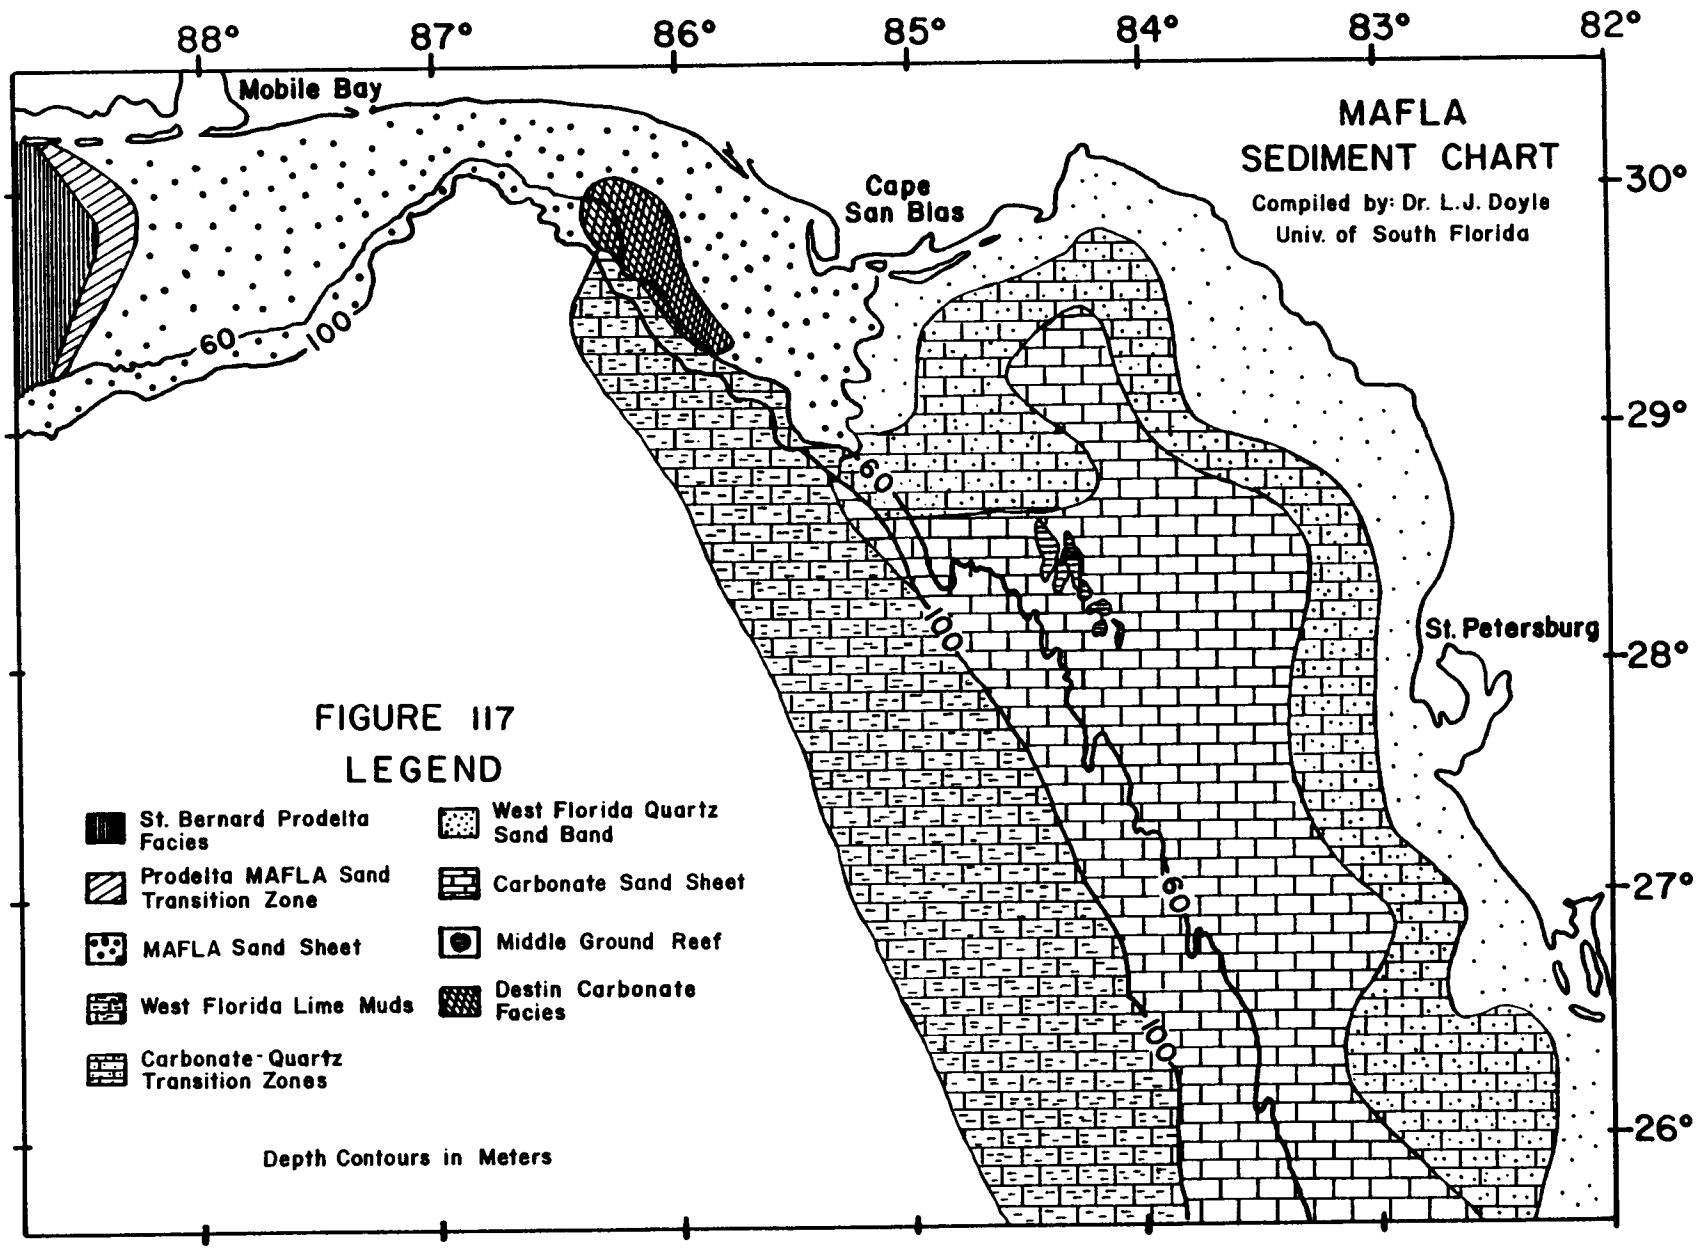 88° 87° 86° 85° 84° 83° 82°
Mobile Bay
MAFLA
SEDIMENT CHART
Compiled by: Dr. L.J. Doyle
Univ. of South Florida
Cape
San Blas
30°
60
100
29°
60
100
St. Petersburg
28°
60
27°
100
26°
FIGURE 117
LEGEND
St. Bernard Prodelta
Facies
Prodelta MAFLA Sand
Transition Zone
MAFLA Sand Sheet
West Florida Lime Muds
Carbonate-Quartz
Transition Zones
West Florida Quartz
Sand Band
Carbonate Sand Sheet
Middle Ground Reef
Destin Carbonate
Facies
Depth Contours in Meters